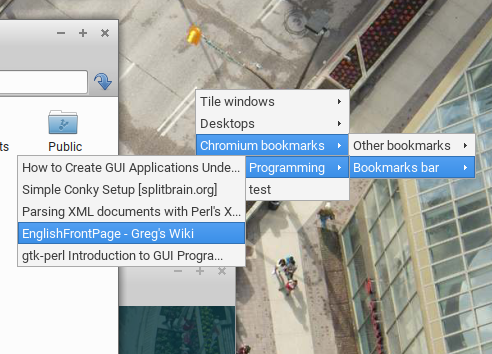 ts
Public
Tile windows
Desktops
Chromium bookmarks
Other bookmarks
Bookmarks bar
Programming
test
How to Create GUI Applications Unde...
Simple Conky Setup [splitbrain.org]
Parsing XML documents with Perl's X...
EnglishFrontPage - Greg's Wiki
gtk-perl Introduction to GUI Progra...